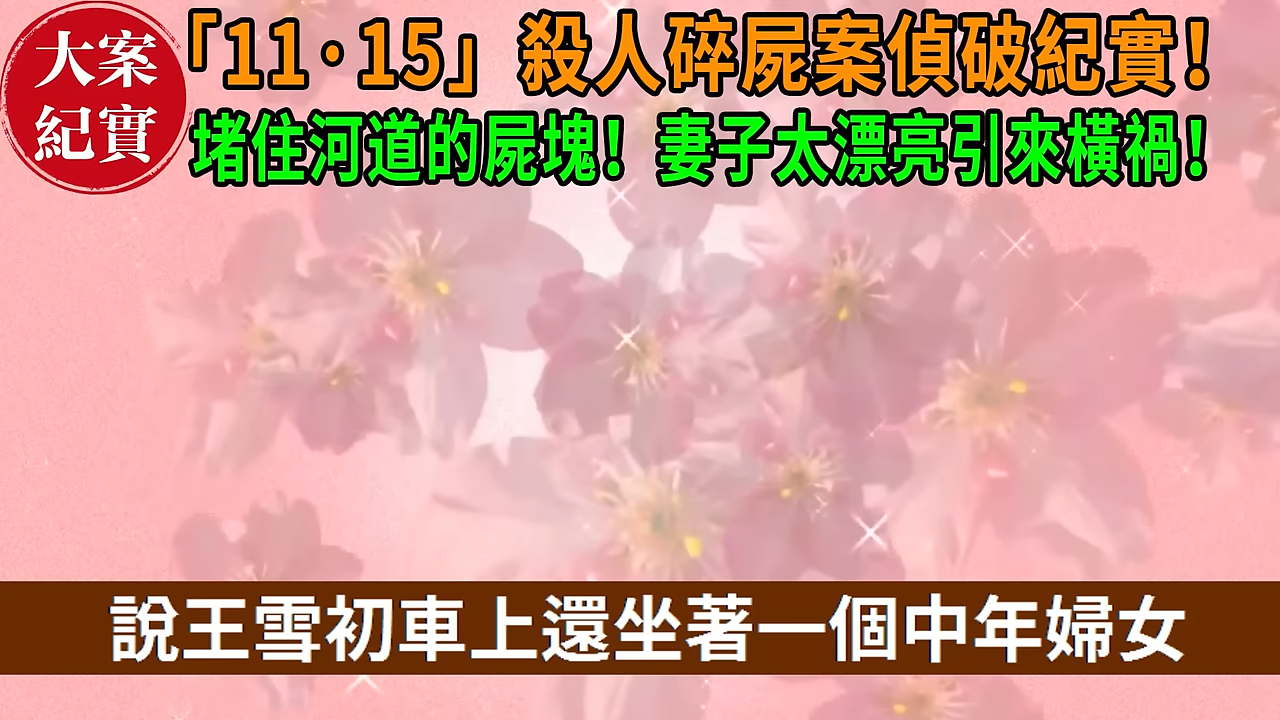 大案
紀實
「11·15」殺人碎屍案偵破紀實！
堵住河道的屍塊！妻子太漂亮引來橫禍！
說王雪初車上還坐著一個中年婦女